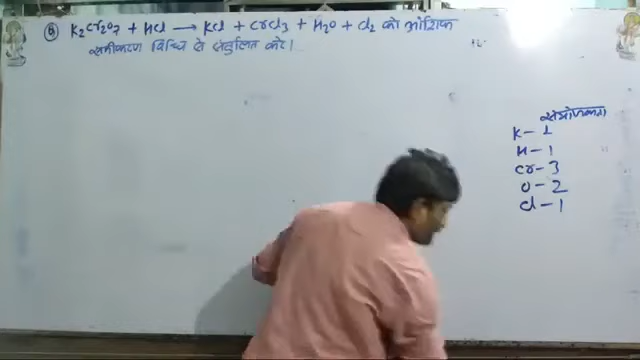 ⑥ K₂Cr₂O₇ + HCl → KCl + CrCl₃ + H₂O + Cl₂ को आंशिक
समीकरण विधि से संतुलित करें।
संयोजकता
K - 1
H - 1
Cr - 3
O - 2
Cl - 1